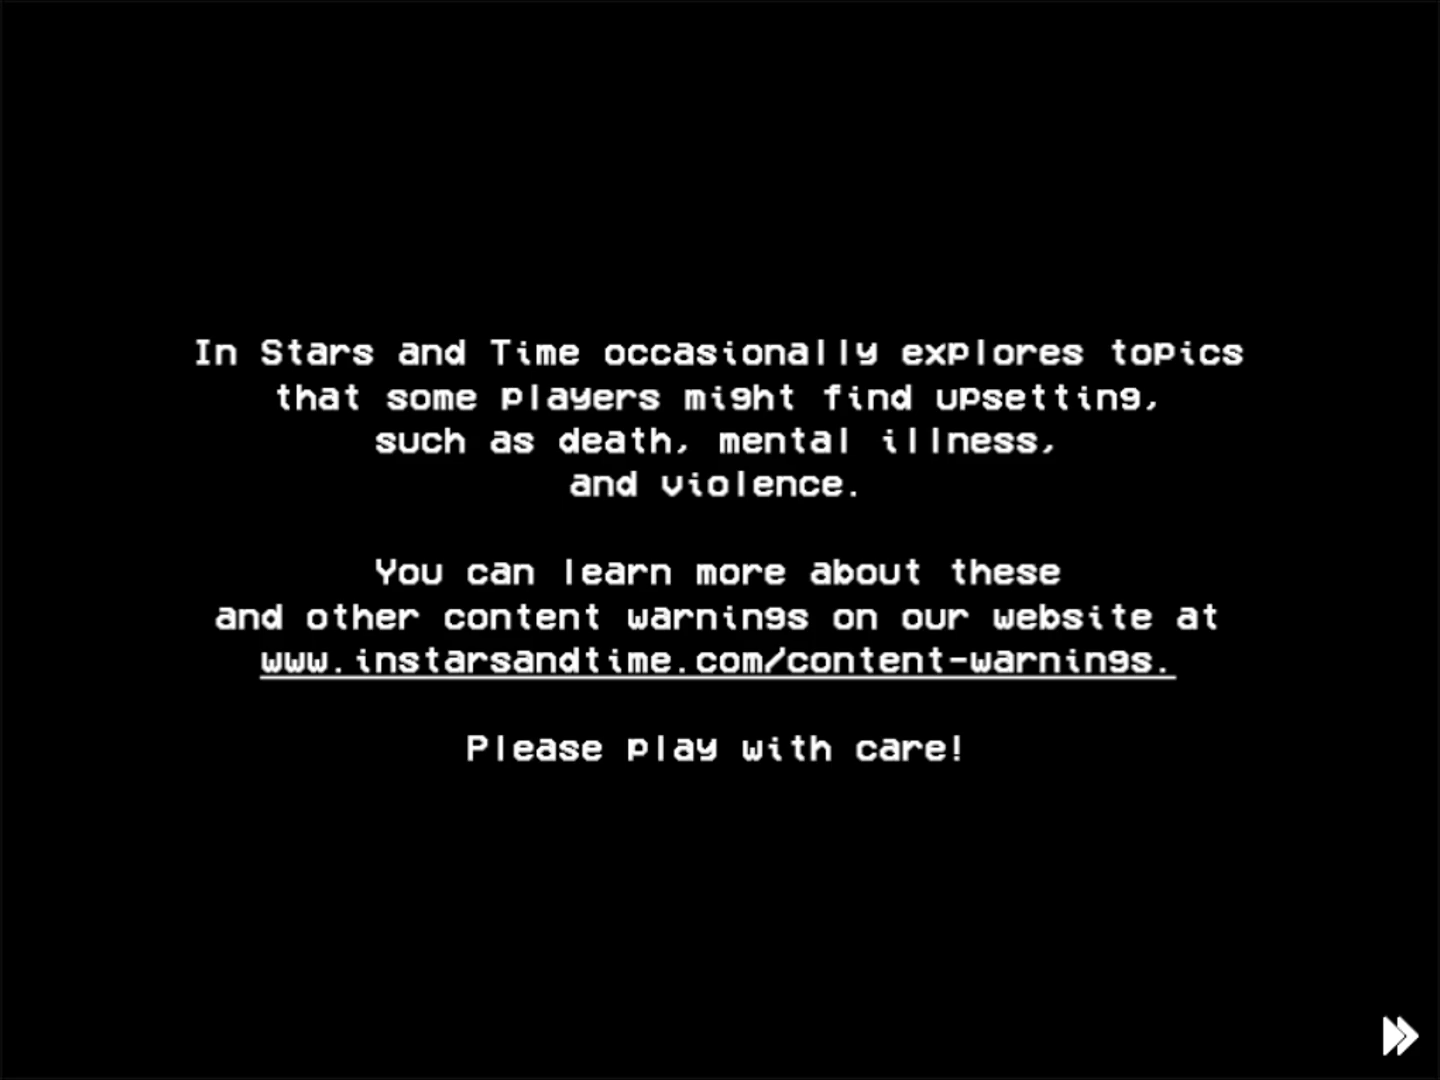 In Stars and Time occasionally explores topics
that some players might find upsetting,
such as death, mental illness,
and violence.
You can learn more about these
and other content warnings on our website at
www.instarsandtime.com/content-warnings.
Please play with care!